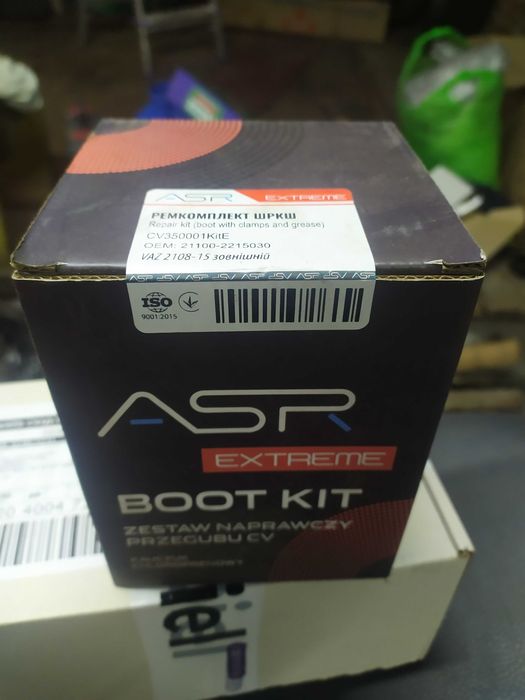 ASR EXTREME
РЕМКОМПЛЕКТ ШРКШ
Repair kit (boot with clamps and grease)
CV350001KitE
OEM: 21100-2215030
VAZ 2108-15 зовнішній
ISO
9001:2015
ASR
EXTREME
BOOT KIT
ZESTAW NAPRAWCZY
PRZEGUBU CV